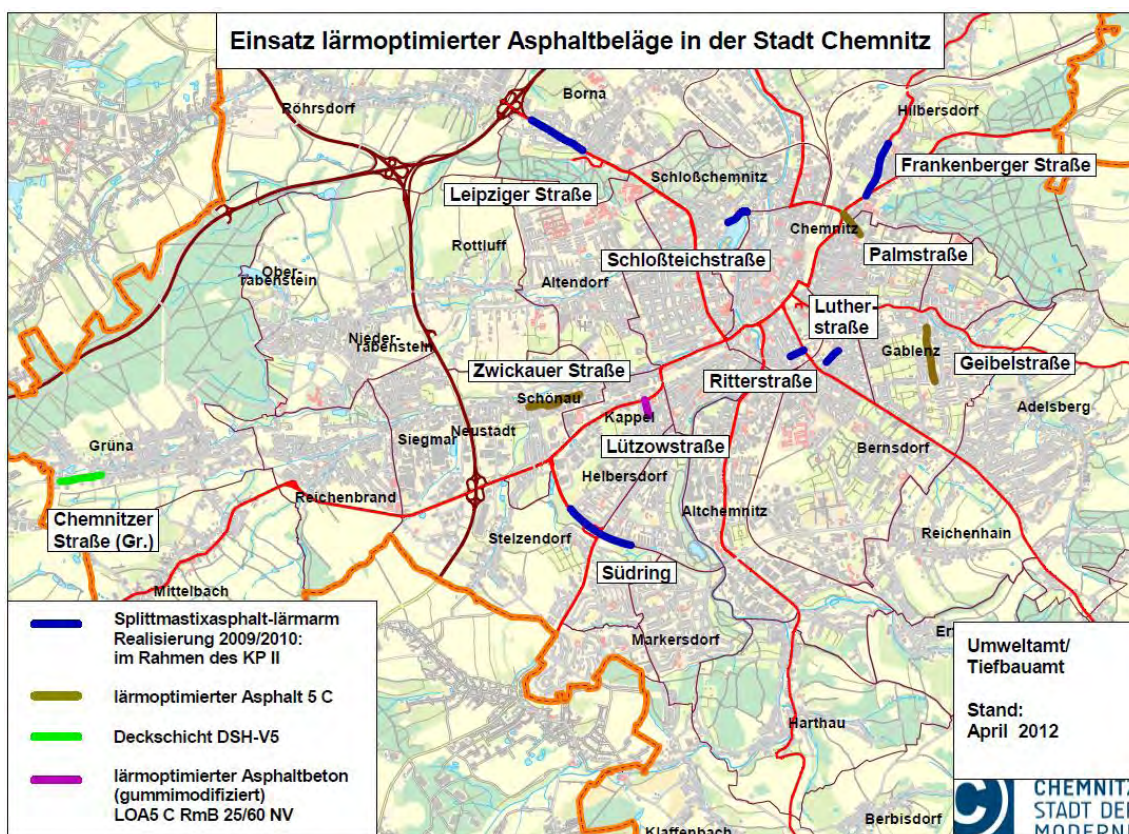 Einsatz lärmoptimierter Asphaltbeläge in der Stadt Chemnitz
Röhrsdorf
Borna
Hilbersdorf
Frankenberger Straße
Leipziger Straße
Schloßchemnitz
Rottluff
Chemnitz
Palmstraße
Schloßteichstraße
Ober-
rabenstein
Altendorf
Luther-
straße
Nieder-
rabenstein
Gablenz
Geibelstraße
Zwickauer Straße
Ritterstraße
Schönau
Kappel
Adelsberg
Grüna
Siegmar
Neustadt
Lützowstraße
Bernsdorf
Helbersdorf
Reichenbrand
Altchemnitz
Chemnitzer
Straße (Gr.)
Stelzendorf
Reichenhain
Südring
Mittelbach
Markersdorf
Harthau
Klaffenbach
Berbisdorf
Splittmastixasphalt-lärmarm
Realisierung 2009/2010:
im Rahmen des KP II
lärmoptimierter Asphalt 5 C
Deckschicht DSH-V5
lärmoptimierter Asphaltbeton
(gummimodifiziert)
LOA5 C RmB 25/60 NV
Umweltamt/
Tiefbauamt
Stand:
April 2012
CHEMNITZ
STADT DER
MODERNE